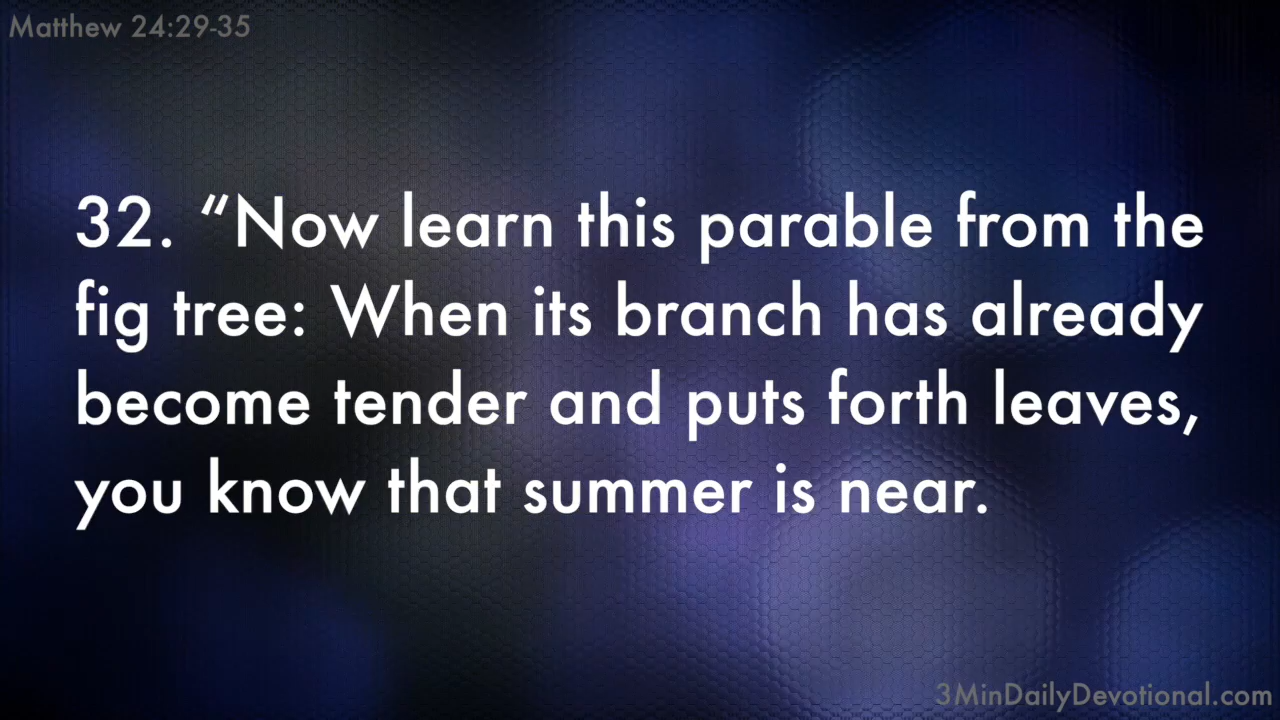 Matthew 24:29-35
32. “Now learn this parable from the
fig tree: When its branch has already
become tender and puts forth leaves,
you know that summer is near.
3MinDailyDevotional.com